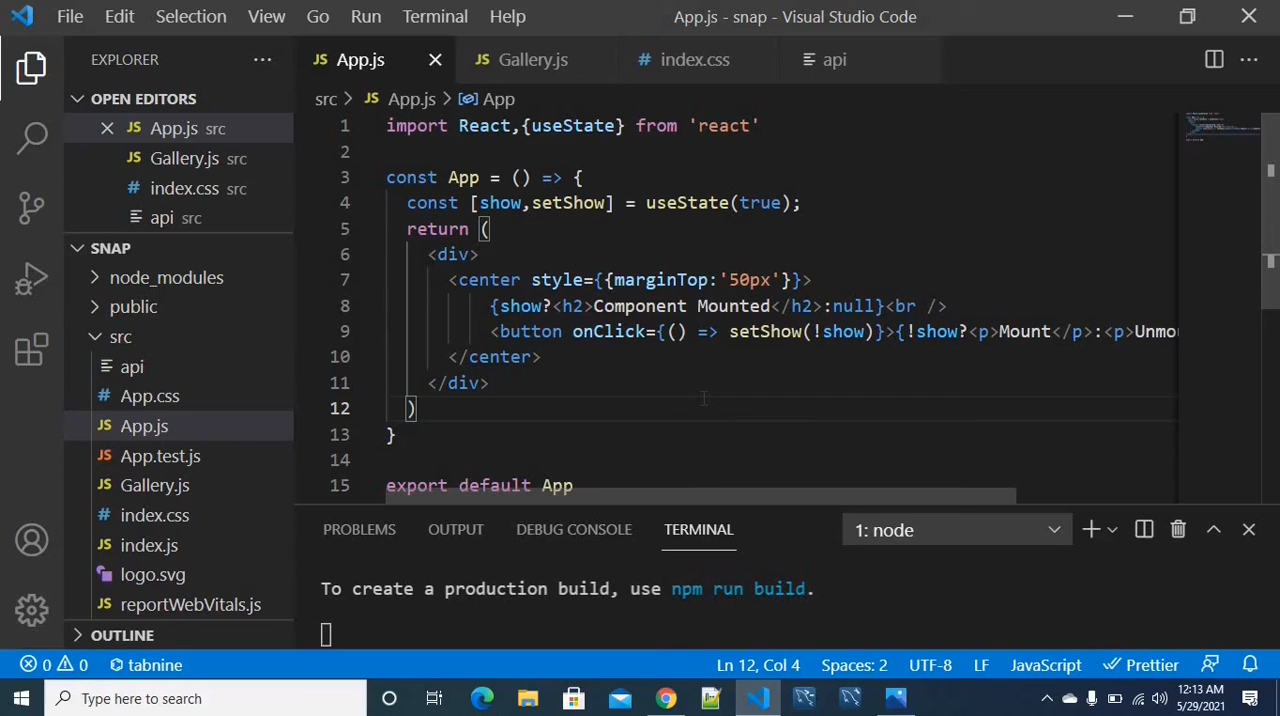 File Edit Selection View Go Run Terminal Help App.js - snap - Visual Studio Code
EXPLORER
OPEN EDITORS
App.js src
Gallery.js src
index.css src
api src
SNAP
node_modules
public
src
api
App.css
App.js
App.test.js
Gallery.js
index.css
index.js
logo.svg
reportWebVitals.js
OUTLINE
App.js Gallery.js index.css api
src App.js App
1 import React,{useState} from 'react'
2
3 const App = () => {
4 const [show,setShow] = useState(true);
5 return (
6 <div>
7 <center style={{marginTop:'50px'}}>
8 {show?<h2>Component Mounted</h2>:null}<br />
9 <button onClick={() => setShow(!show)}>{!show?<p>Mount</p>:<p>Unmo
10 </center>
11 </div>
12 )
13 }
14
15 export default App
PROBLEMS OUTPUT DEBUG CONSOLE TERMINAL 1: node
To create a production build, use npm run build.
0 0 tabnine Ln 12, Col 4 Spaces: 2 UTF-8 LF JavaScript Prettier
Type here to search 12:13 AM
5/29/2021